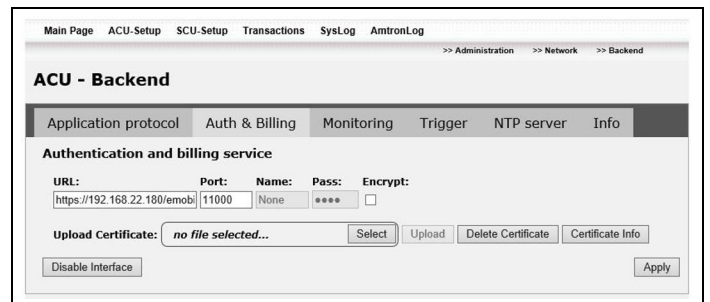 Main Page ACU-Setup SCU-Setup Transactions SysLog AmtronLog
>> Administration >> Network >> Backend
ACU - Backend
Application protocol Auth & Billing Monitoring Trigger NTP server Info
Authentication and billing service
URL: Port: Name: Pass: Encrypt:
https://192.168.22.180/emobi 11000 None ●●●●
Upload Certificate: no file selected... Select Upload Delete Certificate Certificate Info
Disable Interface Apply